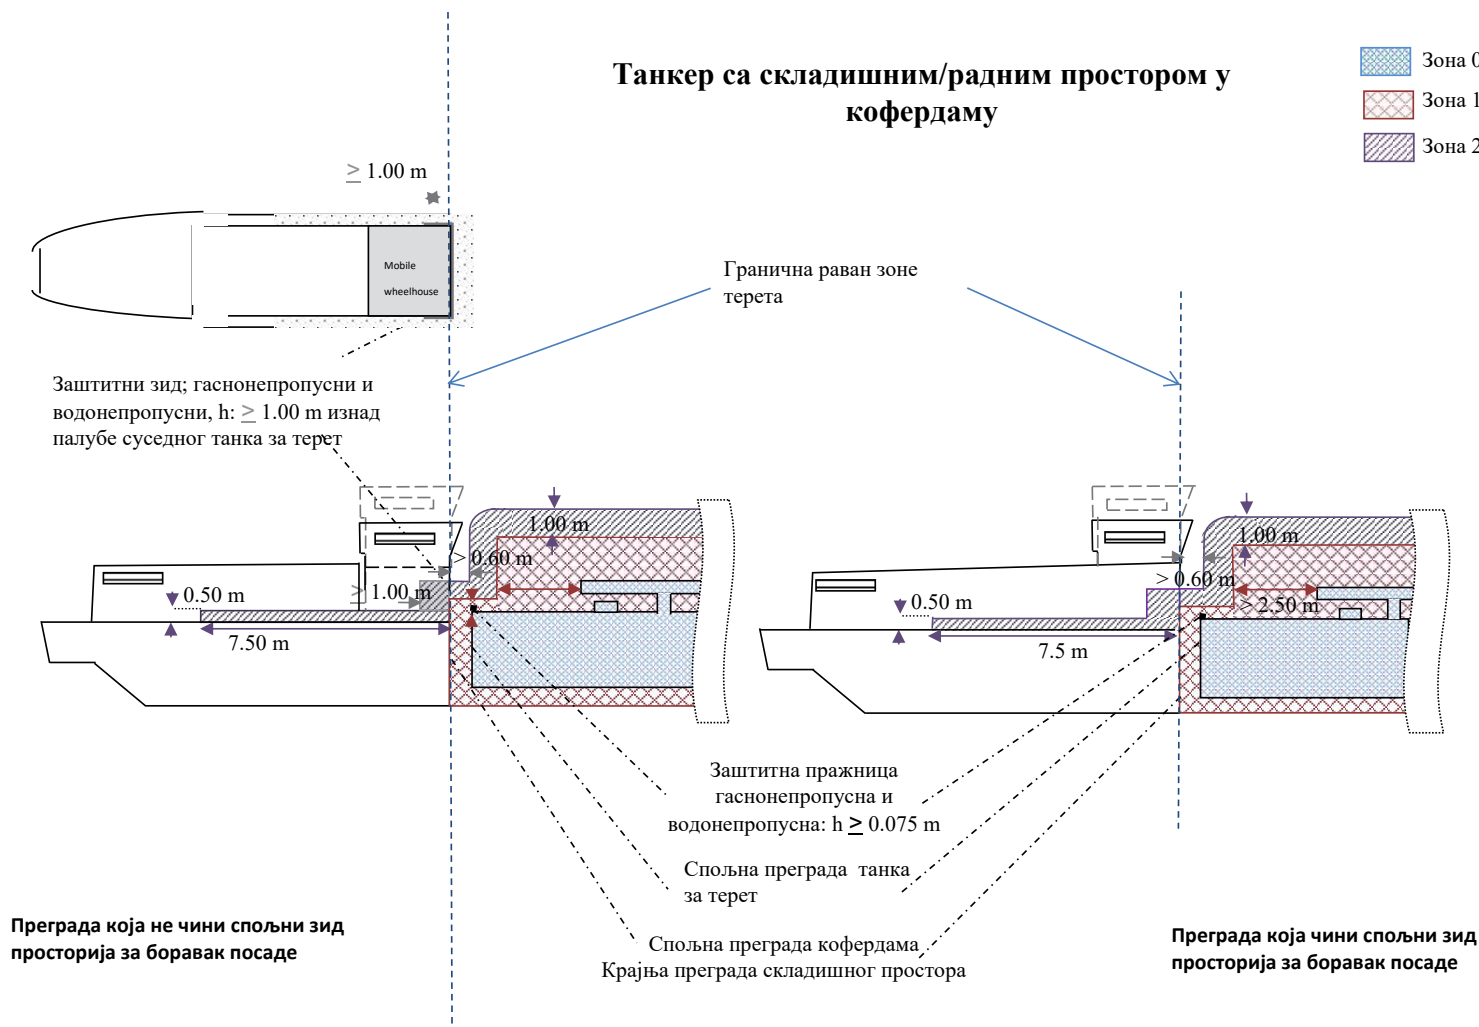 Танкер са складишним/радним простором у
кофердаму
Зона 0
Зона 1
Зона 2
≥ 1.00 m
Mobile
wheelhouse
Гранична раван зоне
терета
Заштитни зид; гаснонепропусни и
водонепропусни, h: ≥ 1.00 m изнад
палубе суседног танка за терет
1.00 m
> 0.60 m
≥ 1.00 m
0.50 m
7.50 m
1.00 m
> 0.60 m
> 2.50 m
0.50 m
7.5 m
Заштитна пражница
гаснонепропусна и
водонепропусна: h ≥ 0.075 m
Спољна преграда танка
за терет
Спољна преграда кофердама
Крајња преграда складишног простора
Преграда која не чини спољни зид
просторија за боравак посаде
Преграда која чини спољни зид
просторија за боравак посаде